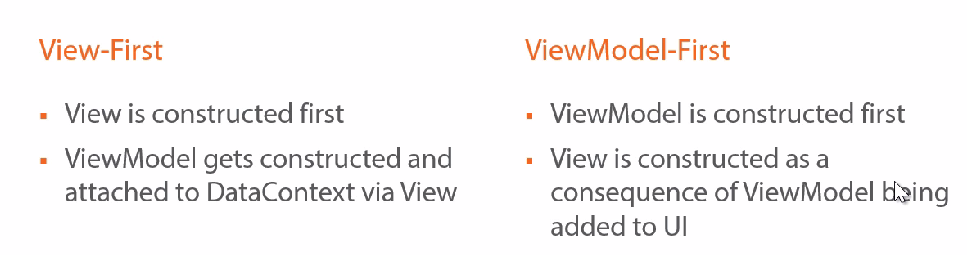 View-First
▪ View is constructed first
▪ ViewModel gets constructed and
attached to DataContext via View
ViewModel-First
▪ ViewModel is constructed first
▪ View is constructed as a
consequence of ViewModel being
added to UI